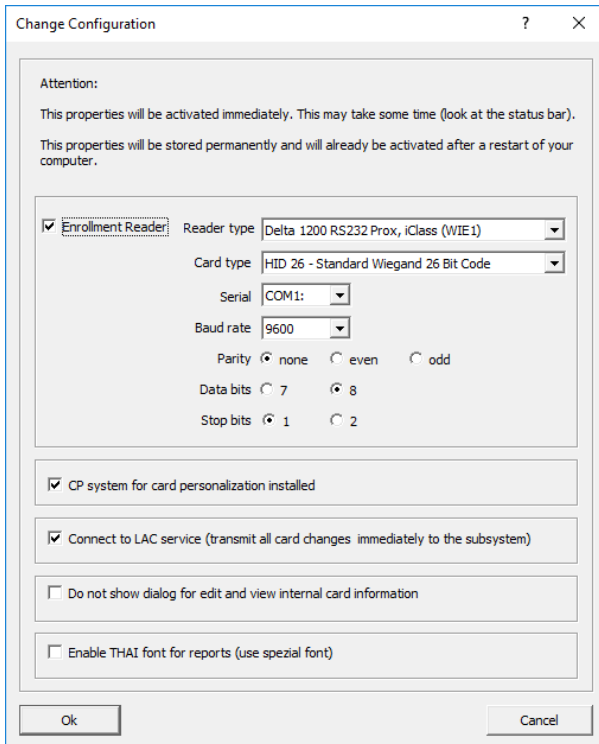 Change Configuration ? ×
Attention:
This properties will be activated immediately. This may take some time (look at the status bar).
This properties will be stored permanently and will already be activated after a restart of your
computer.
Enrollment Reader Reader type Delta 1200 RS232 Prox, iClass (WIE1)
Card type HID 26 - Standard Wiegand 26 Bit Code
Serial COM1:
Baud rate 9600
Parity none even odd
Data bits 7 8
Stop bits 1 2
CP system for card personalization installed
Connect to LAC service (transmit all card changes immediately to the subsystem)
Do not show dialog for edit and view internal card information
Enable THAI font for reports (use spezial font)
Ok Cancel